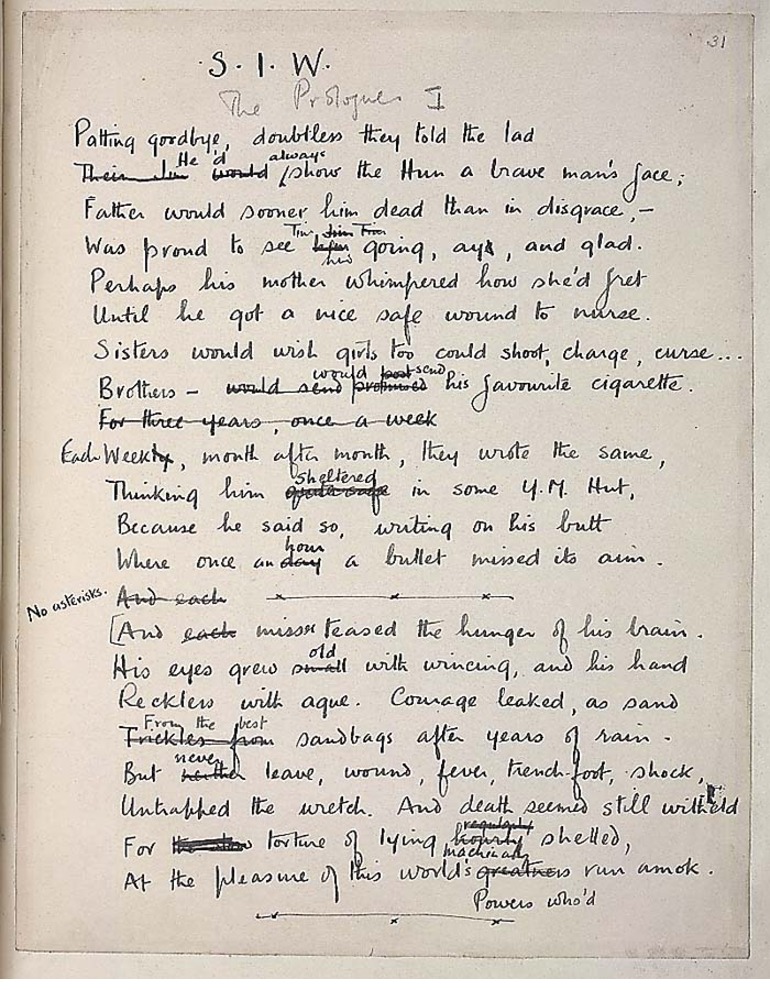 31
S. I. W.
The Prologue I
Patting goodbye, doubtless they told the lad
He'd always
would show the Hun a brave man's face;
Father would sooner him dead than in disgrace,—
Tim
Was proud to see him going, aye, and glad.
his
Perhaps his mother whimpered how she'd fret
Until he got a nice safe wound to nurse.
Sisters would wish girls too could shoot, charge, curse...
would post send
Brothers — would send promised his favourite cigarette.
For three years, once a week
Each Weekly, month after month, they wrote the same,
sheltered
Thinking him quite safe in some Y.M. Hut,
Because he said so, writing on his butt
hour
Where once an day a bullet missed its aim.
No asterisks. And each
[And each misses teased the hunger of his brain.
old
His eyes grew small with wincing, and his hand
Reckless with ague. Courage leaked, as sand
From the best
Trickles from sandbags after years of rain.
never
But neither leave, wound, fever, trench-foot, shock,
Untrapped the wretch. And death seemed still withheld
regularly
For torture of lying hourly shelled,
machinally
At the pleasure of this world's greatness run amok.
Powers who'd